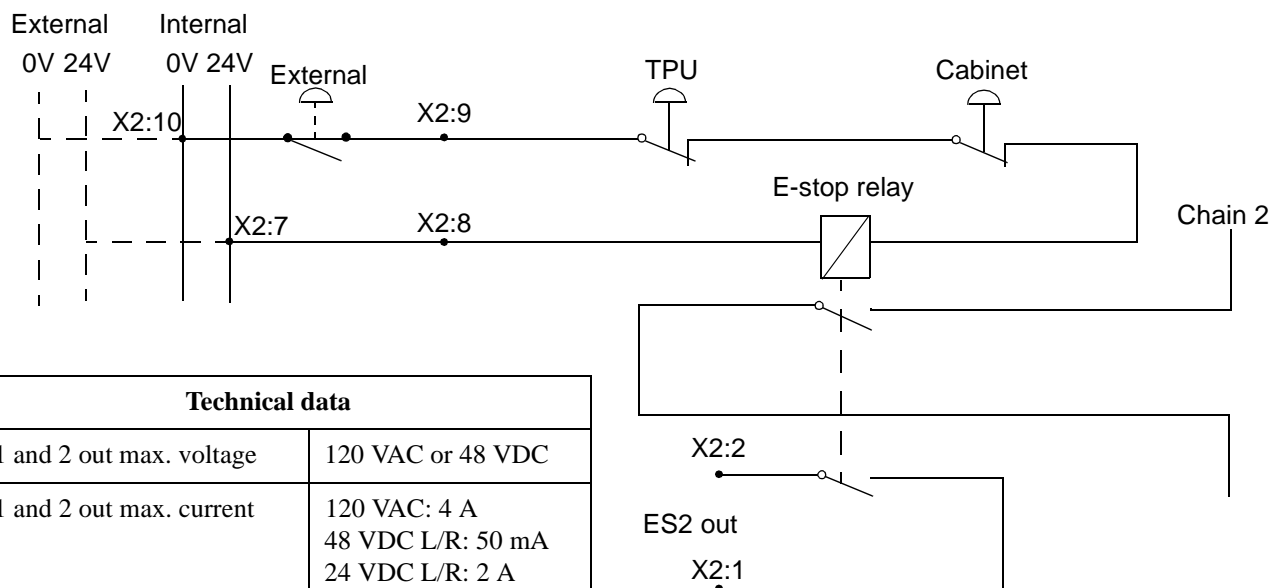 External Internal
0V 24V 0V 24V
External
TPU
Cabinet
X2:10
X2:9
E-stop relay
X2:7
X2:8
Chain 2
Technical data
1 and 2 out max. voltage
120 VAC or 48 VDC
1 and 2 out max. current
120 VAC: 4 A
48 VDC L/R: 50 mA
24 VDC L/R: 2 A
X2:2
ES2 out
X2:1